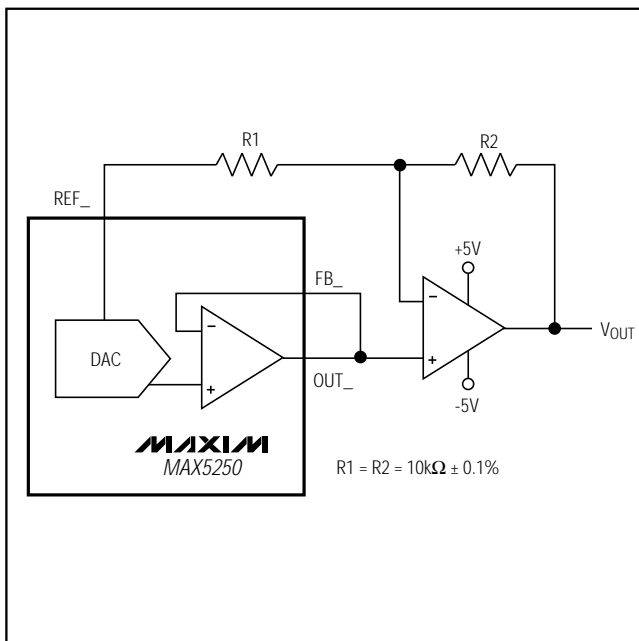 R1
R2
REF_
+5V
FB_
−
−
DAC
+
+
VOUT
OUT_
-5V
MAXIM
MAX5250
R1 = R2 = 10kΩ ± 0.1%